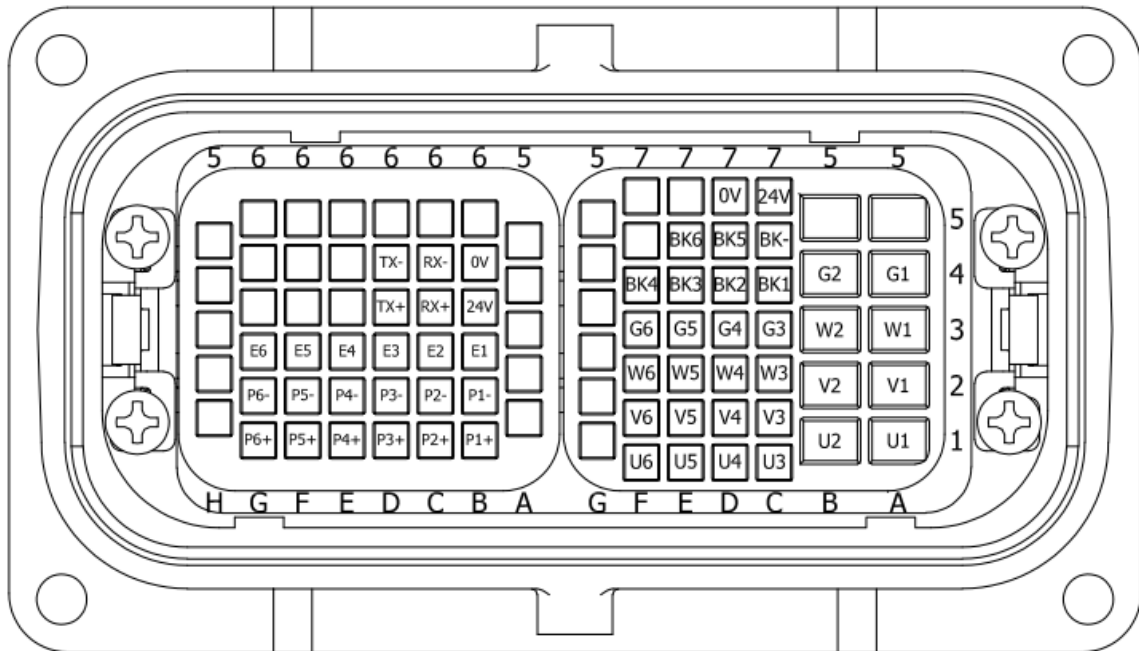 5 6 6 6 6 6 6 5 5 7 7 7 7 5 5
0V 24V
5
BK6 BK5 BK-
TX- RX- 0V
G2 G1 4
BK4 BK3 BK2 BK1
TX+ RX+ 24V
G6 G5 G4 G3 W2 W1 3
E6 E5 E4 E3 E2 E1
W6 W5 W4 W3
V2 V1 2
P6- P5- P4- P3- P2- P1-
V6 V5 V4 V3
P6+ P5+ P4+ P3+ P2+ P1+
U2 U1 1
U6 U5 U4 U3
H G F E D C B A G F E D C B A